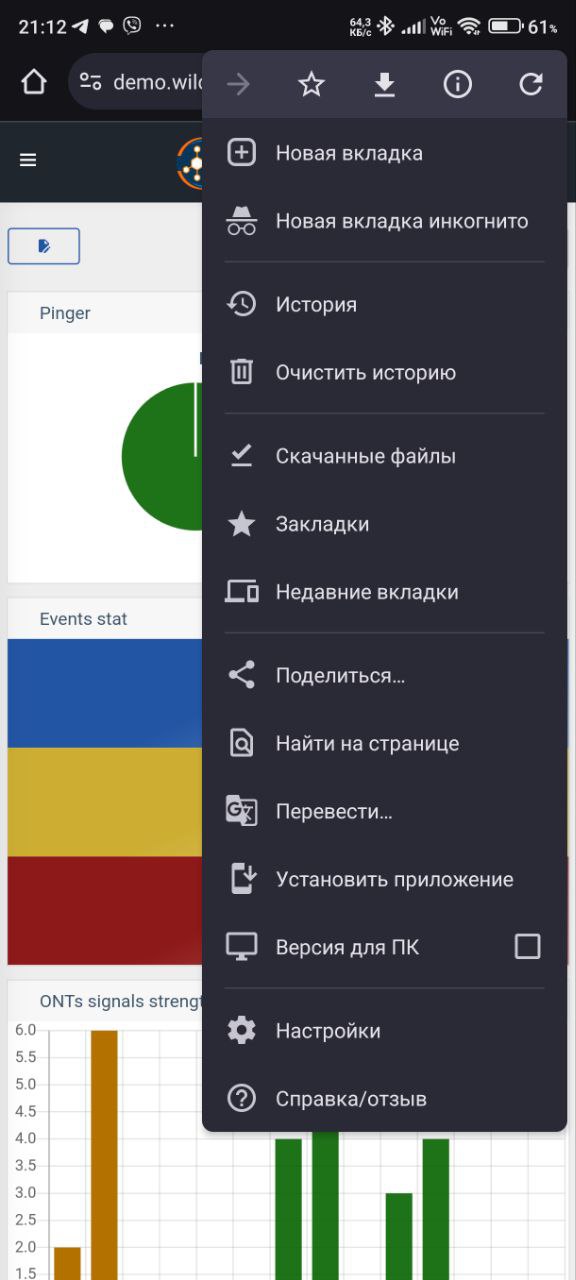 21:12
64,3 КБ/с
Vo WiFi
61%
demo.wild
Новая вкладка
Новая вкладка инкогнито
История
Очистить историю
Скачанные файлы
Закладки
Недавние вкладки
Поделиться...
Найти на странице
Перевести...
Установить приложение
Версия для ПК
Настройки
Справка/отзыв
Pinger
Events stat
ONTs signals strengt
6.0
5.5
5.0
4.5
4.0
3.5
3.0
2.5
2.0
1.5